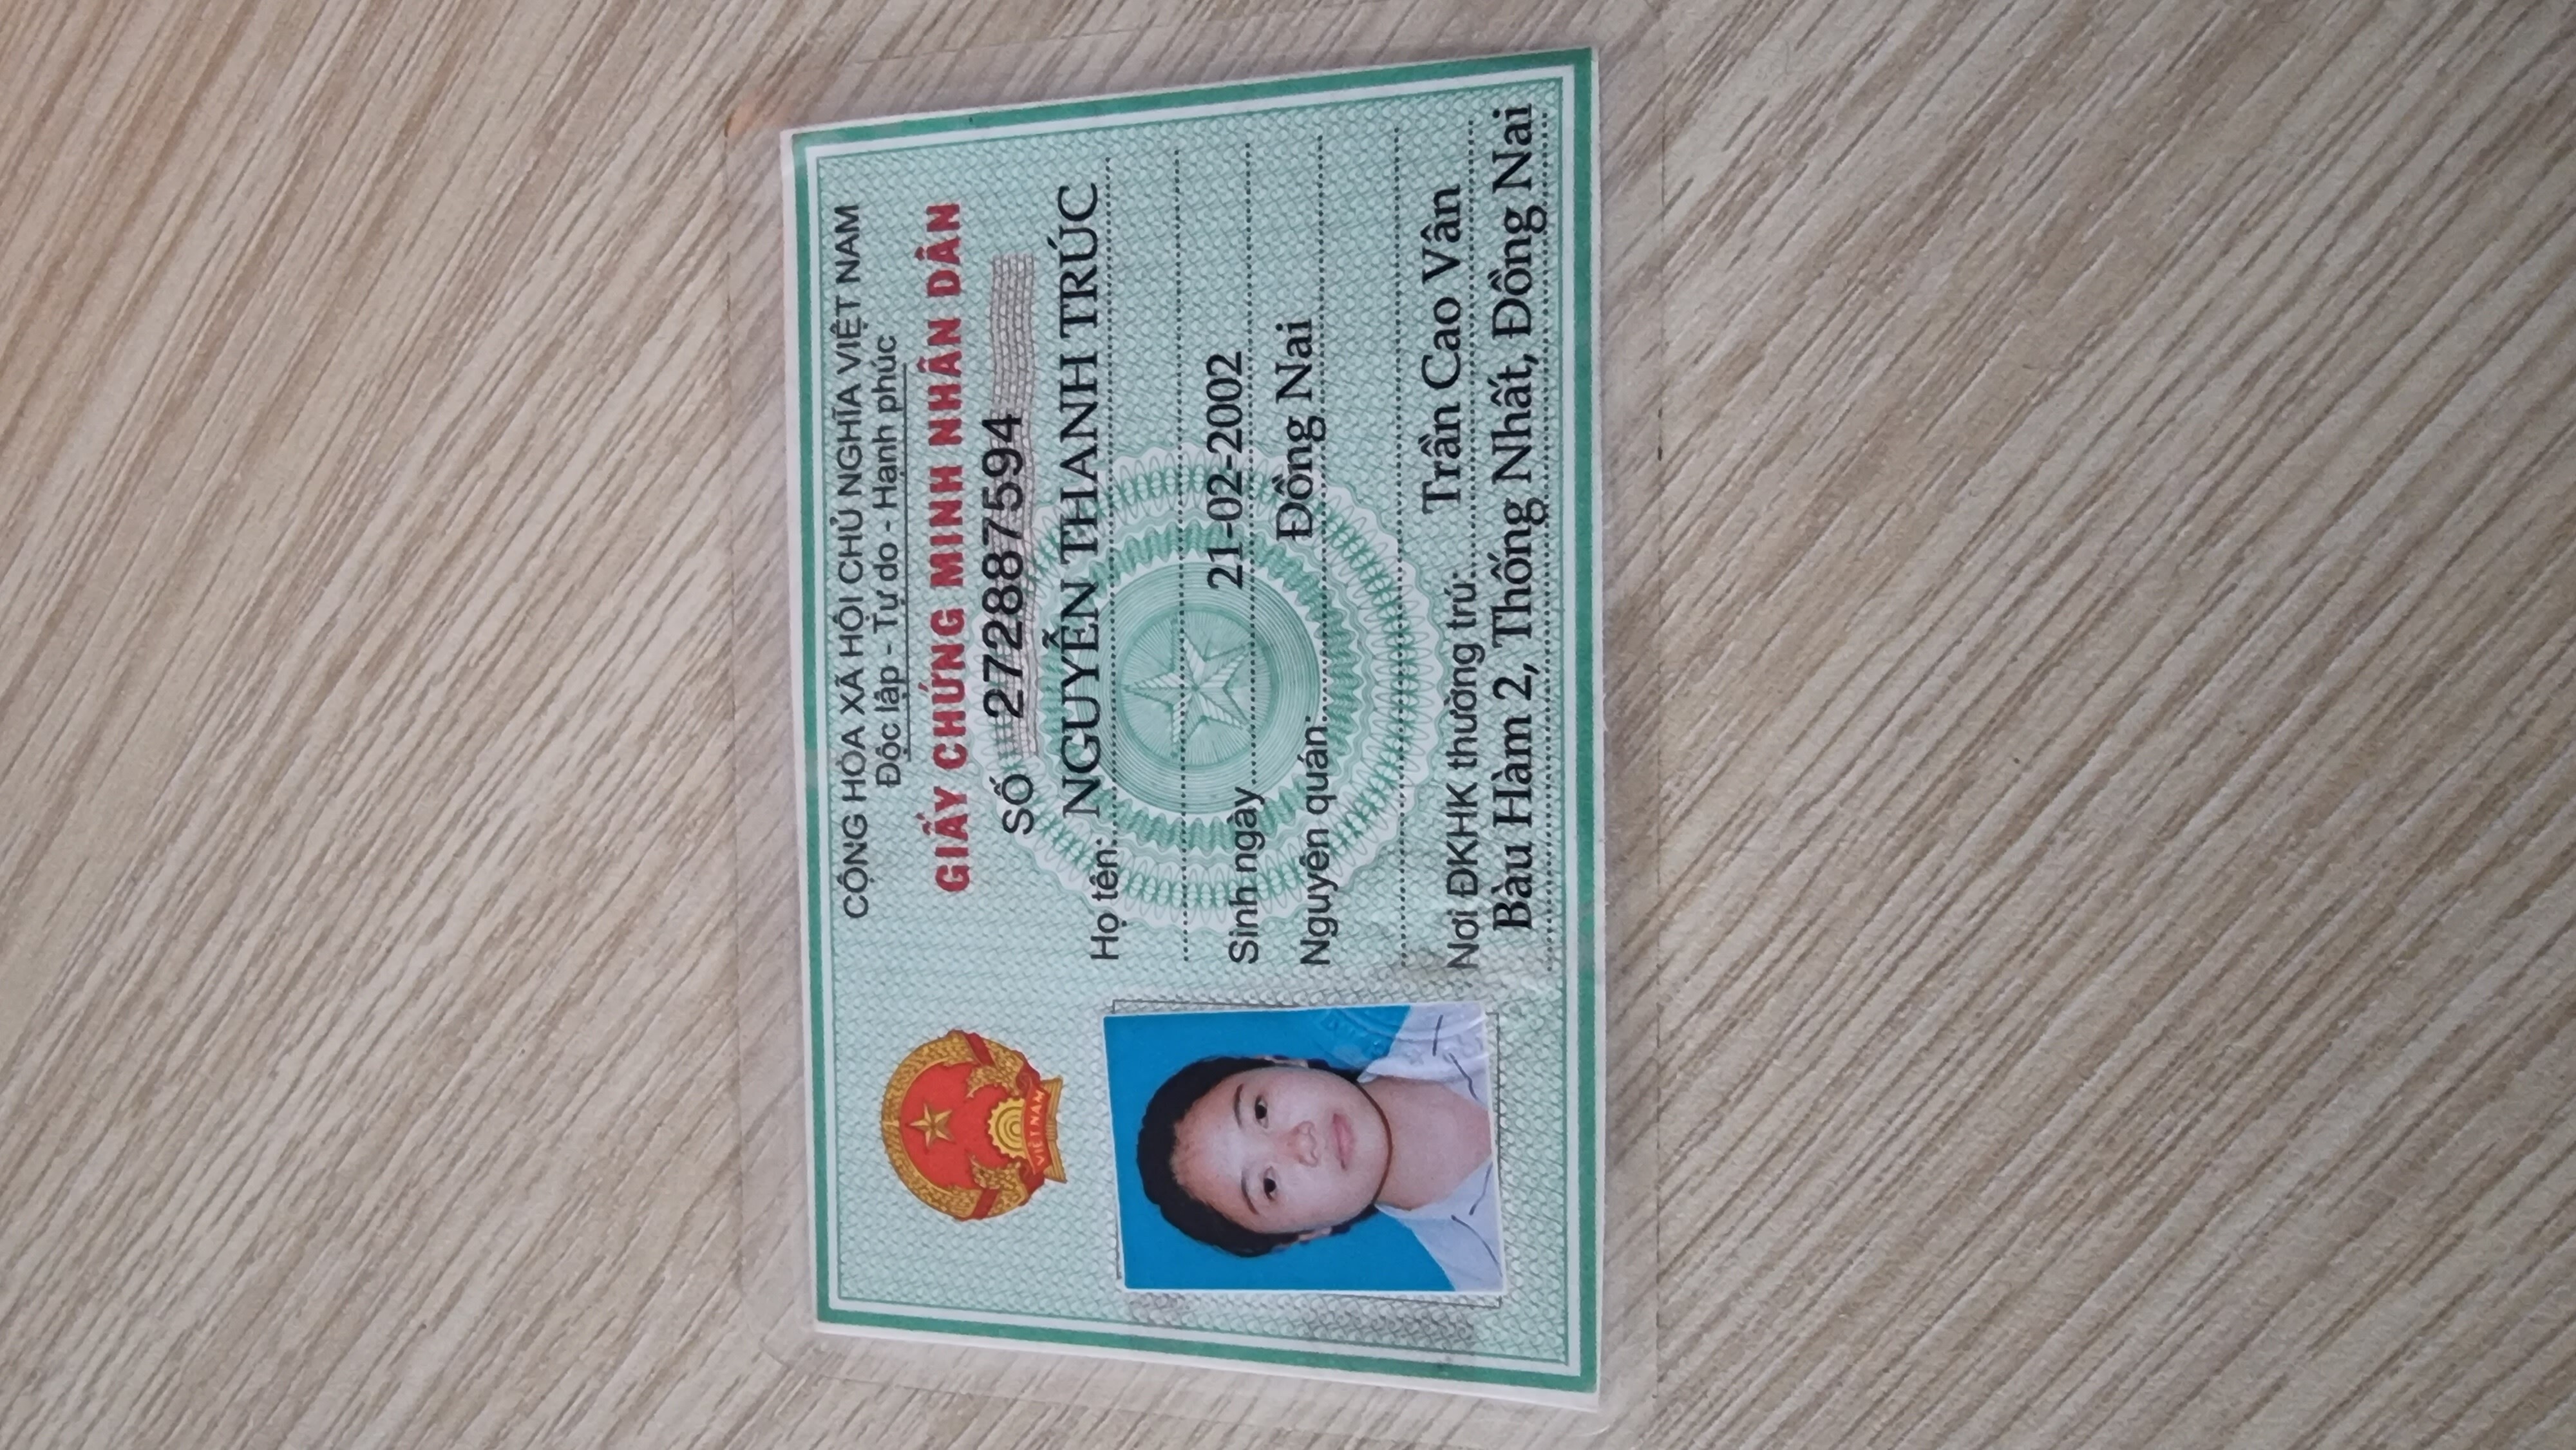 CỘNG HÒA XÃ HỘI CHỦ NGHĨA VIỆT NAM
Độc lập - Tự do - Hạnh phúc
GIẤY CHỨNG MINH NHÂN DÂN
SỐ 272887594
Họ tên: NGUYỄN THANH TRÚC
Sinh ngày 21-02-2002
Nguyên quán Đồng Nai
Nơi ĐKHK thường trú: Trần Cao Vân
Bàu Hàm 2, Thống Nhất, Đồng Nai
VIỆT NAM